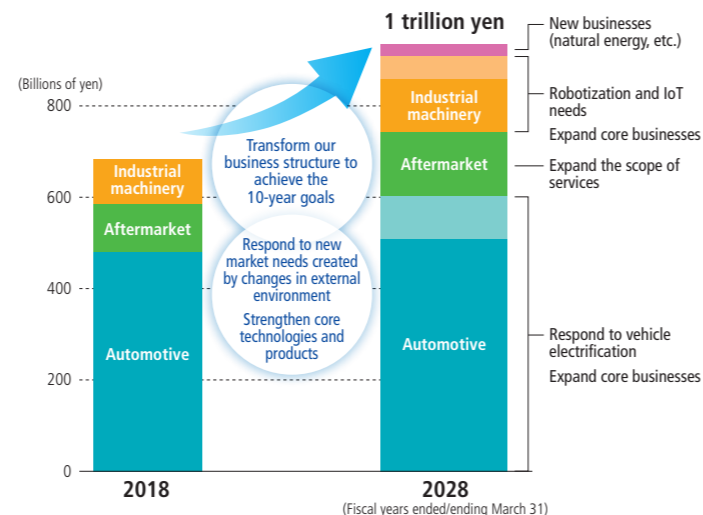 1 trillion yen
New businesses
(natural energy, etc.)
(Billions of yen)
800
600
400
200
0
Robotization and IoT
needs
Expand core businesses
Expand the scope of
services
Respond to vehicle
electrification
Expand core businesses
Transform our
business structure to
achieve the
10-year goals
Respond to new
market needs created
by changes in external
environment
Strengthen core
technologies and
products
Industrial
machinery
Aftermarket
Automotive
Industrial
machinery
Aftermarket
Automotive
2018
2028
(Fiscal years ended/ending March 31)